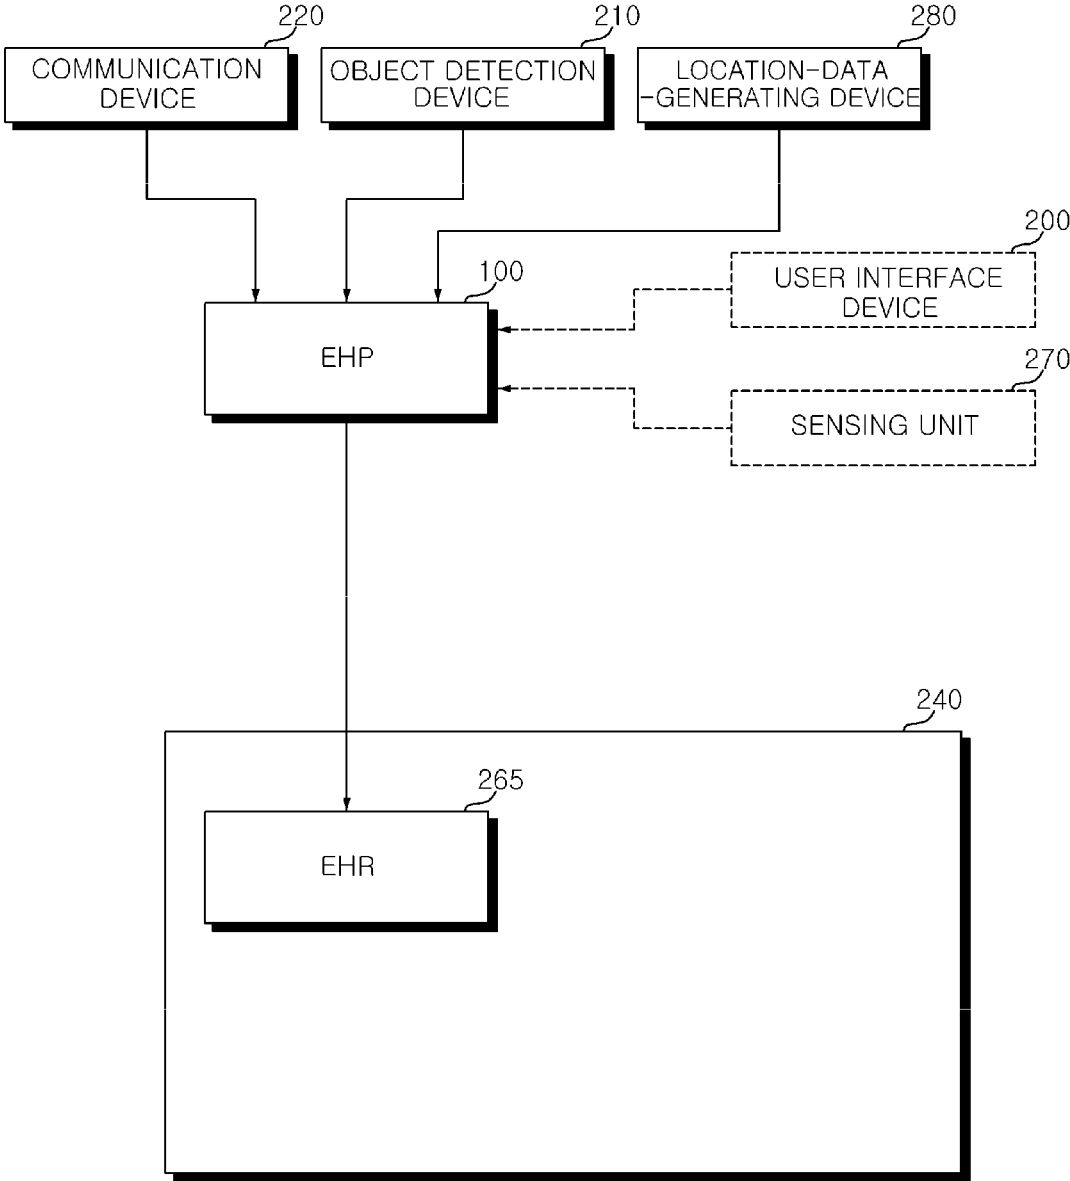 220
COMMUNICATION
DEVICE
210
OBJECT DETECTION
DEVICE
280
LOCATION-DATA
-GENERATING DEVICE
200
USER INTERFACE
DEVICE
100
EHP
270
SENSING UNIT
240
265
EHR